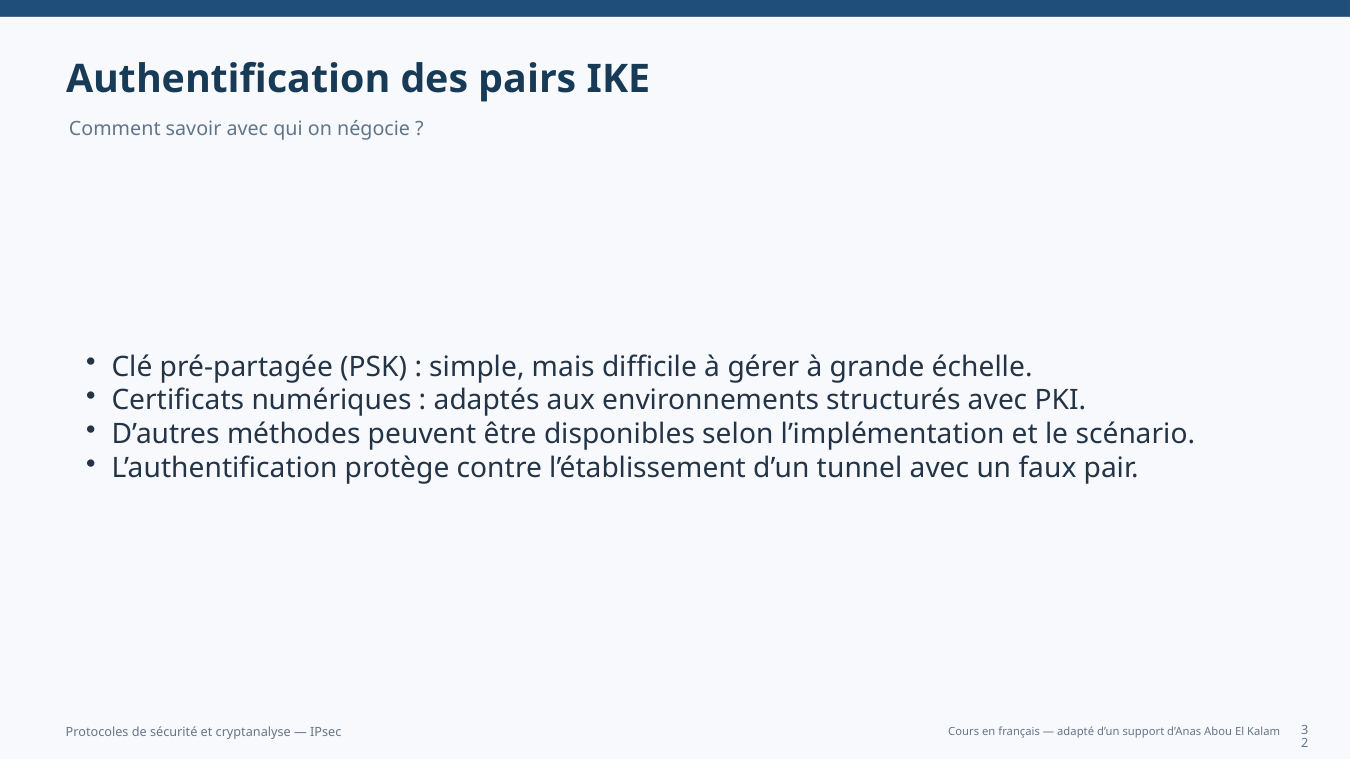 Authentification des pairs IKE
Comment savoir avec qui on négocie ?
• Clé pré-partagée (PSK) : simple, mais difficile à gérer à grande échelle.
• Certificats numériques : adaptés aux environnements structurés avec PKI.
• D’autres méthodes peuvent être disponibles selon l’implémentation et le scénario.
• L’authentification protège contre l’établissement d’un tunnel avec un faux pair.
Protocoles de sécurité et cryptanalyse — IPsec
Cours en français — adapté d’un support d’Anas Abou El Kalam
3
2